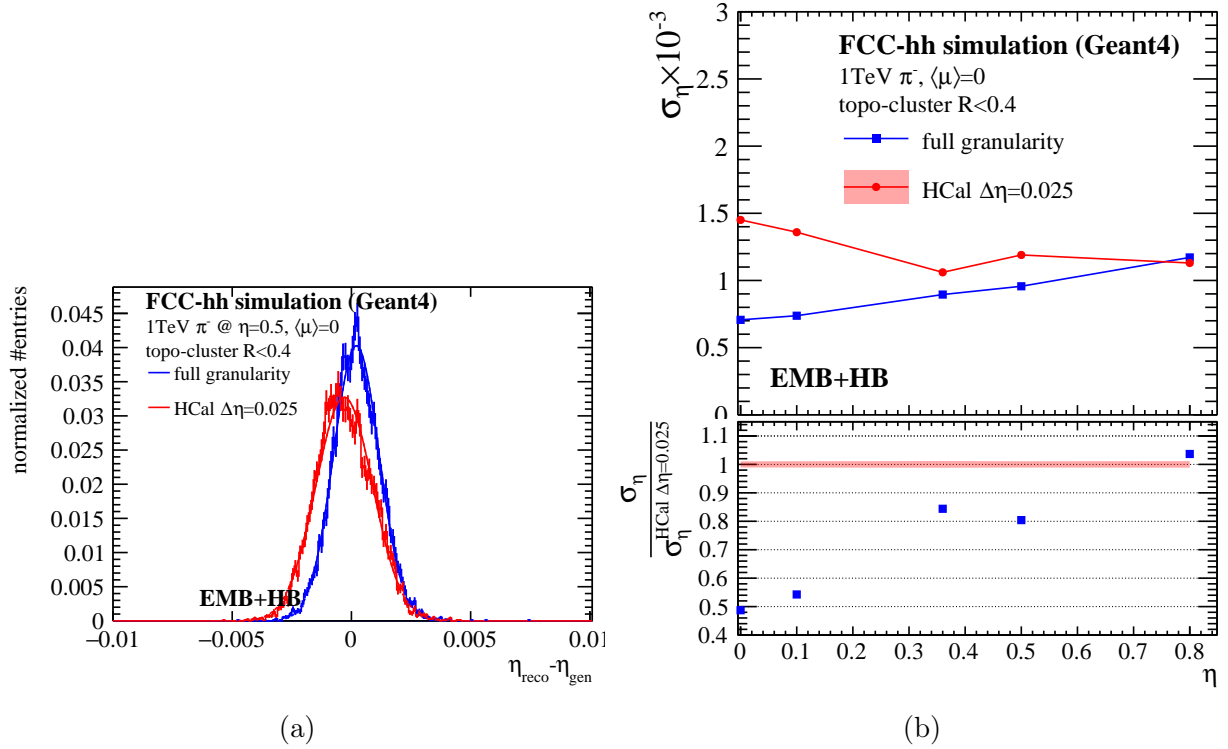 normalized #entries
0.045
0.04
0.035
0.03
0.025
0.02
0.015
0.01
0.005
0
FCC-hh simulation (Geant4)
1TeV π⁻ @ η=0.5, ⟨μ⟩=0
topo-cluster R<0.4
full granularity
HCal Δη=0.025
EMB+HB
−0.01 −0.005 0 0.005 0.01
η_reco-η_gen
(a)
σ_η×10⁻³
3
2.5
2
1.5
1
0.5
0
FCC-hh simulation (Geant4)
1TeV π⁻, ⟨μ⟩=0
topo-cluster R<0.4
full granularity
HCal Δη=0.025
EMB+HB
σ_η
σ_η^HCal Δη=0.025
1.1
1
0.9
0.8
0.7
0.6
0.5
0.4
0 0.1 0.2 0.3 0.4 0.5 0.6 0.7 0.8
η
(b)